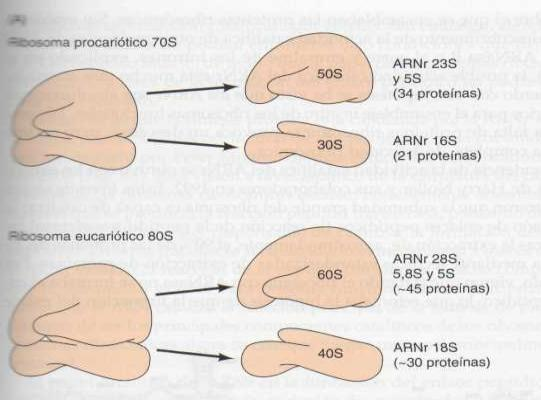 (A)
Ribosoma procariótico 70S
50S
ARNr 23S
y 5S
(34 proteínas)
30S
ARNr 16S
(21 proteínas)
Ribosoma eucariótico 80S
60S
ARNr 28S,
5,8S y 5S
(~45 proteínas)
40S
ARNr 18S
(~30 proteínas)